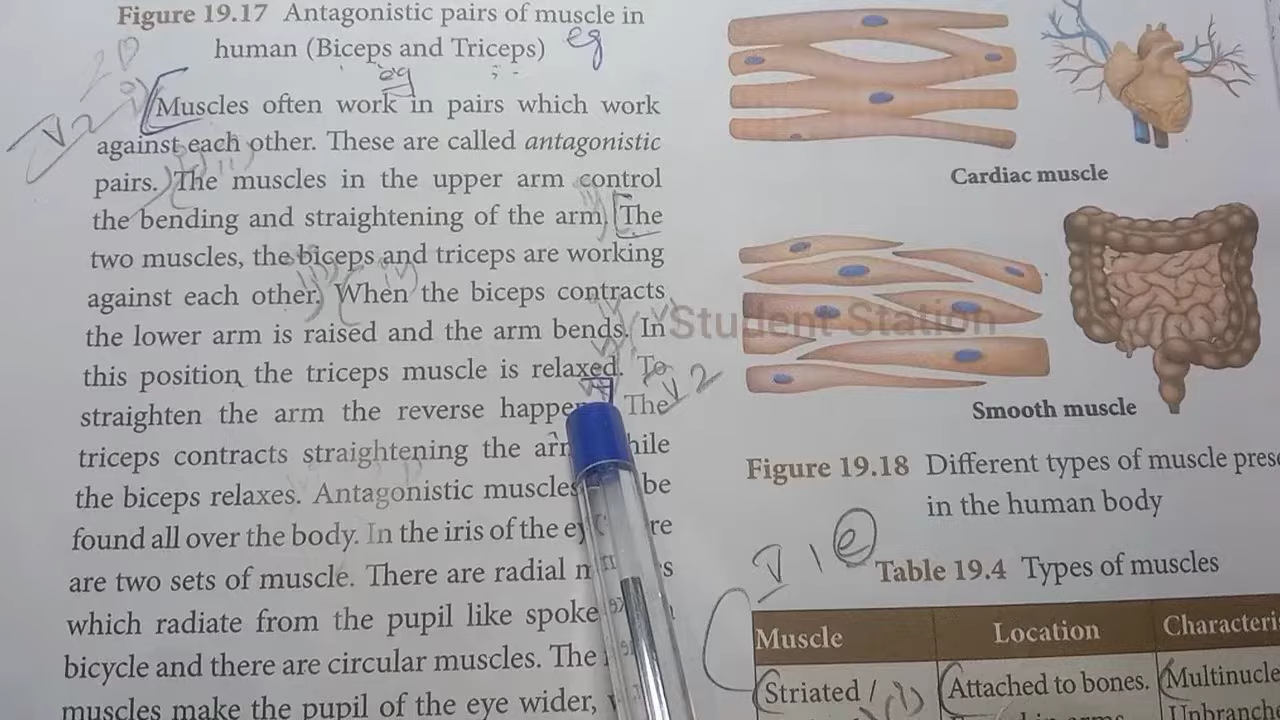 Figure 19.17 Antagonistic pairs of muscle in
human (Biceps and Triceps) eg
eg
Muscles often work in pairs which work
against each other. These are called antagonistic
pairs. The muscles in the upper arm control
the bending and straightening of the arm. The
two muscles, the biceps and triceps are working
against each other. When the biceps contracts
the lower arm is raised and the arm bends. In
this position the triceps muscle is relaxed. To
straighten the arm the reverse The
triceps contracts straightening the
the biceps relaxes. Antagonistic muscles be
found all over the body. In the iris of the
are two sets of muscle. There are radial
which radiate from the pupil like
bicycle and there are circular muscles. The
muscles make the pupil of the eye wider,
V2
V2
Cardiac muscle
Student Station
Smooth muscle
Figure 19.18 Different types of muscle
in the human body
Table 19.4 Types of muscles
Muscle Location
Striated / Attached to bones.